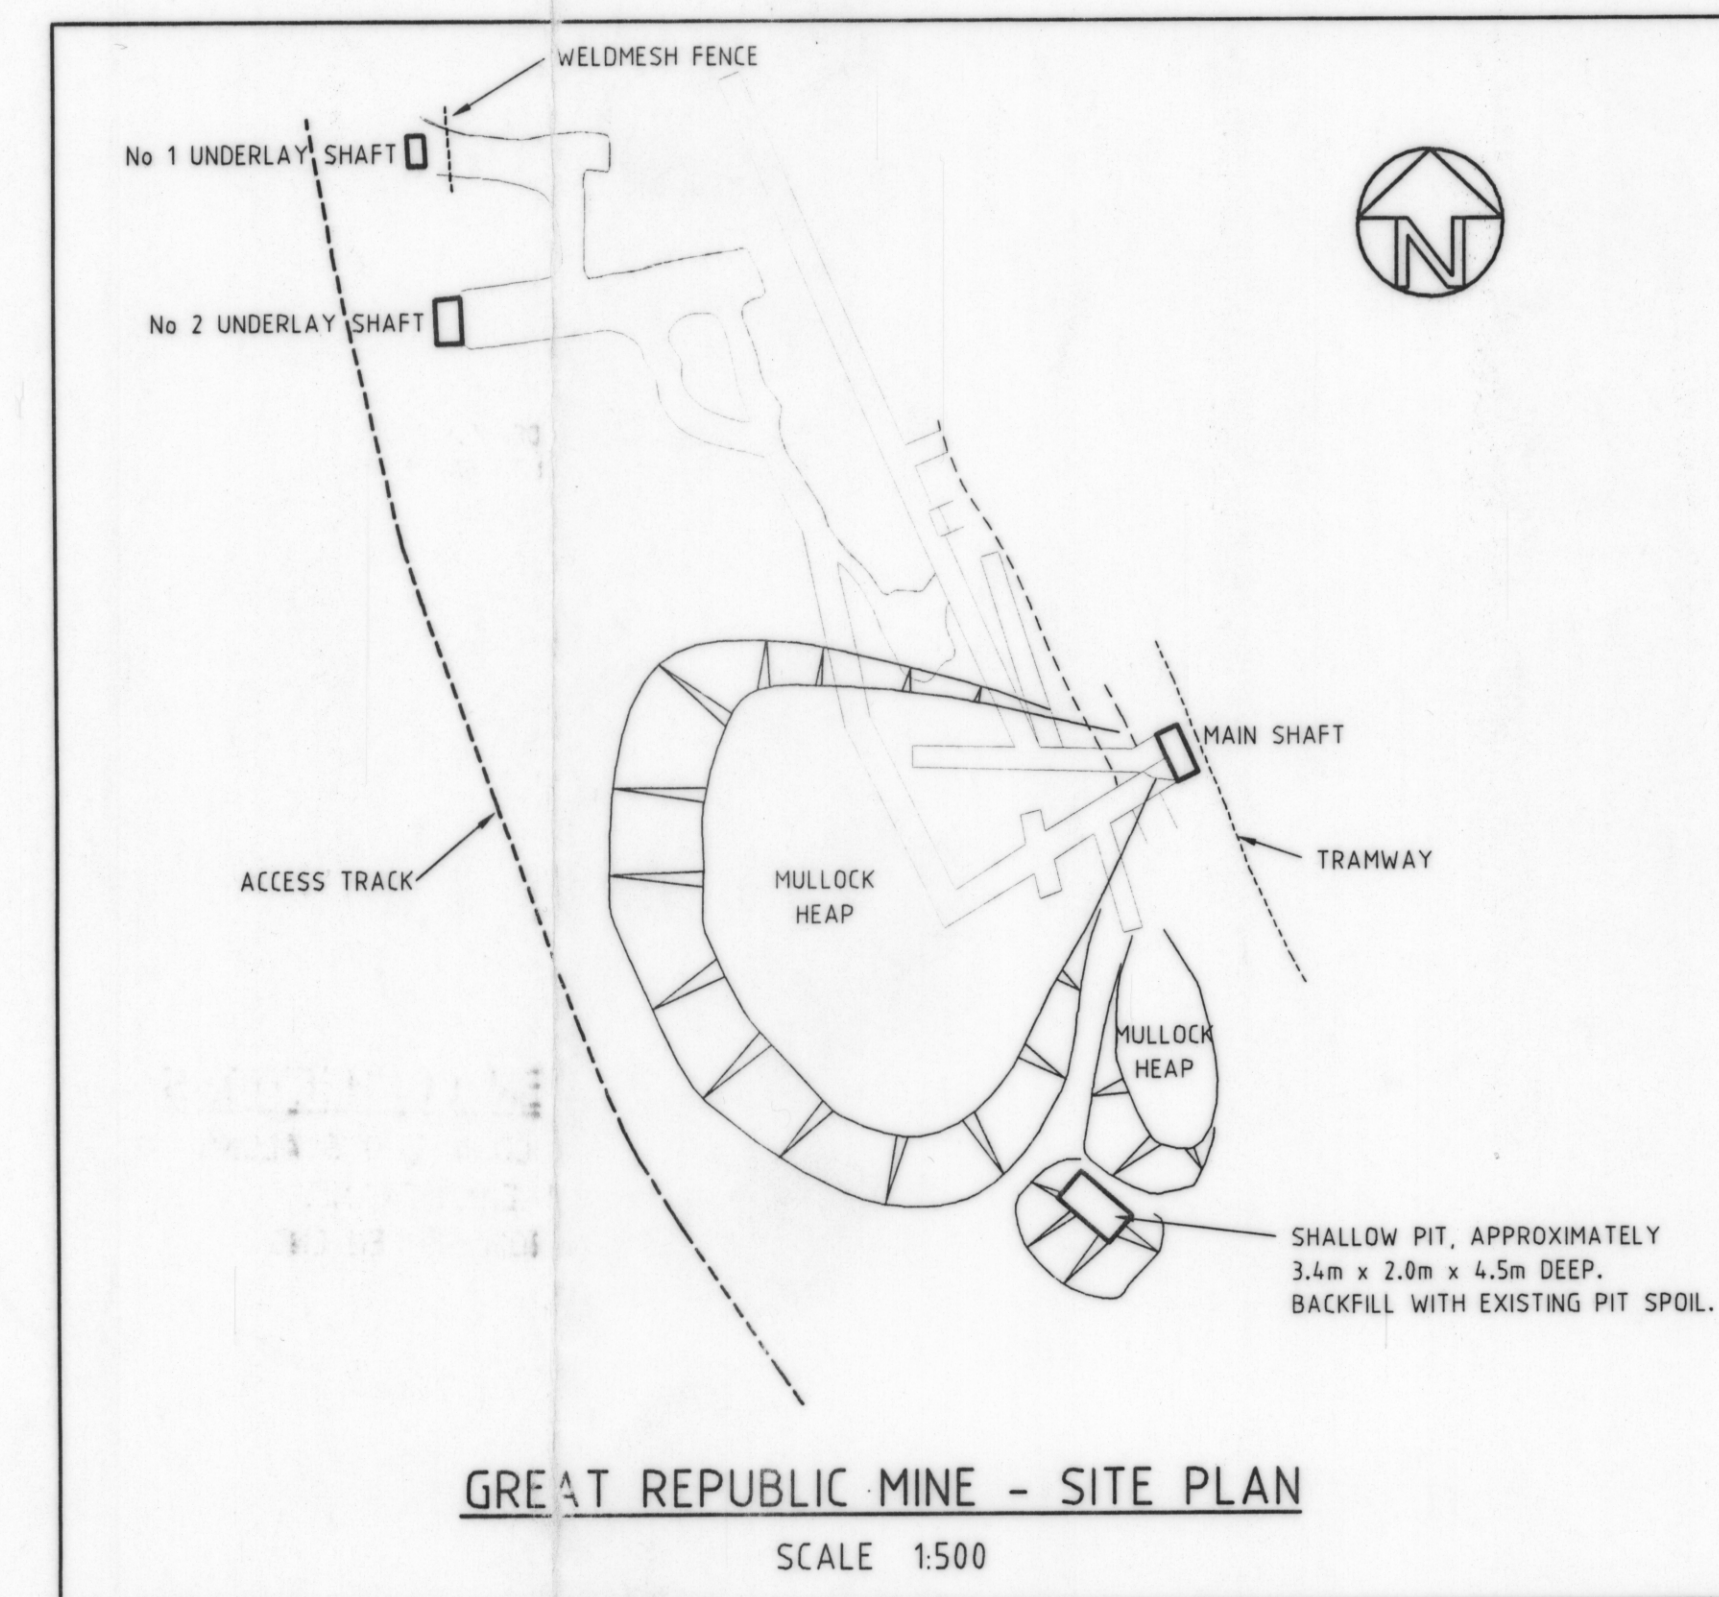 WELDMESH FENCE
No 1 UNDERLAY SHAFT
N
No 2 UNDERLAY SHAFT
MAIN SHAFT
TRAMWAY
ACCESS TRACK
MULLOCK
HEAP
MULLOCK
HEAP
SHALLOW PIT, APPROXIMATELY
3.4m x 2.0m x 4.5m DEEP.
BACKFILL WITH EXISTING PIT SPOIL.
GREAT REPUBLIC MINE - SITE PLAN
SCALE 1:500